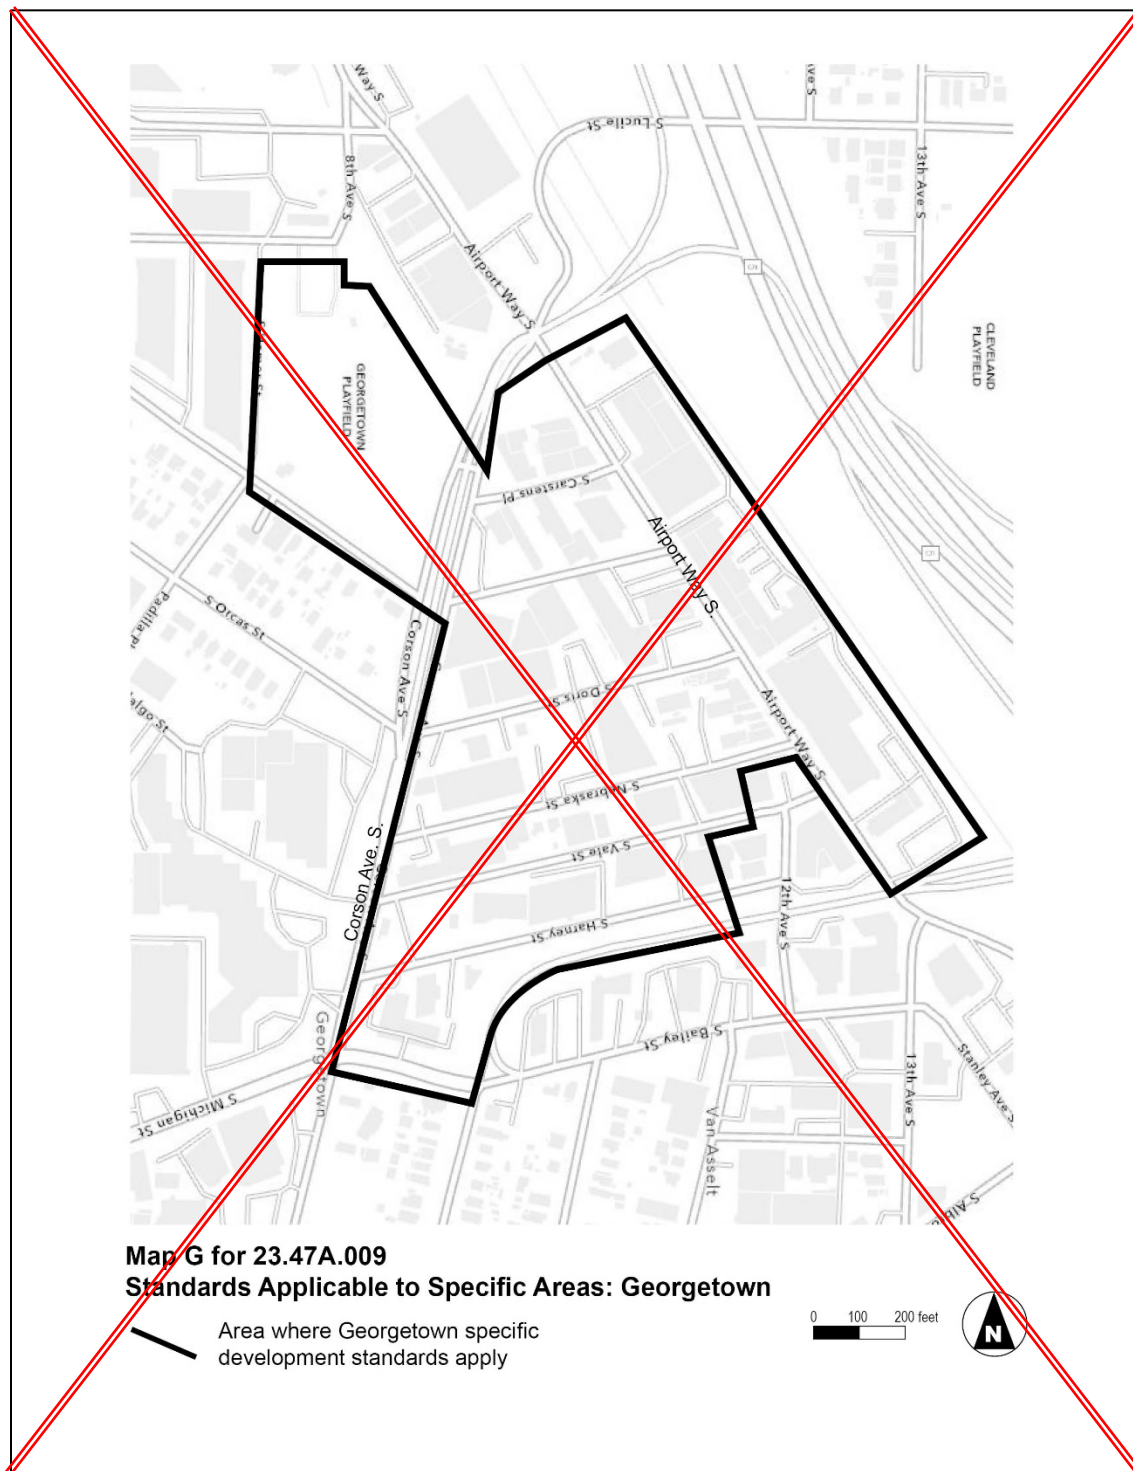 Way S
ve S
S Lucile St
8th Ave S
13th Ave S
Airport Way S
5
CLEVELAND
PLAYFIELD
GEORGETOWN
PLAYFIELD
S Carstens Pl
5
Airport Way S.
Padilla Pl
S Orcas St
Corson Ave S
S Doris St
Airport Way S
algo St
S Nebraska St
Corson Ave. S.
S Vale St
12th Ave S
S Harney St
Georgetown
S Bailey St
13th Ave S
Stanley Ave S
S Michigan St
Van Asselt
Map G for 23.47A.009
Standards Applicable to Specific Areas: Georgetown
0 100 200 feet
N
Area where Georgetown specific
development standards apply